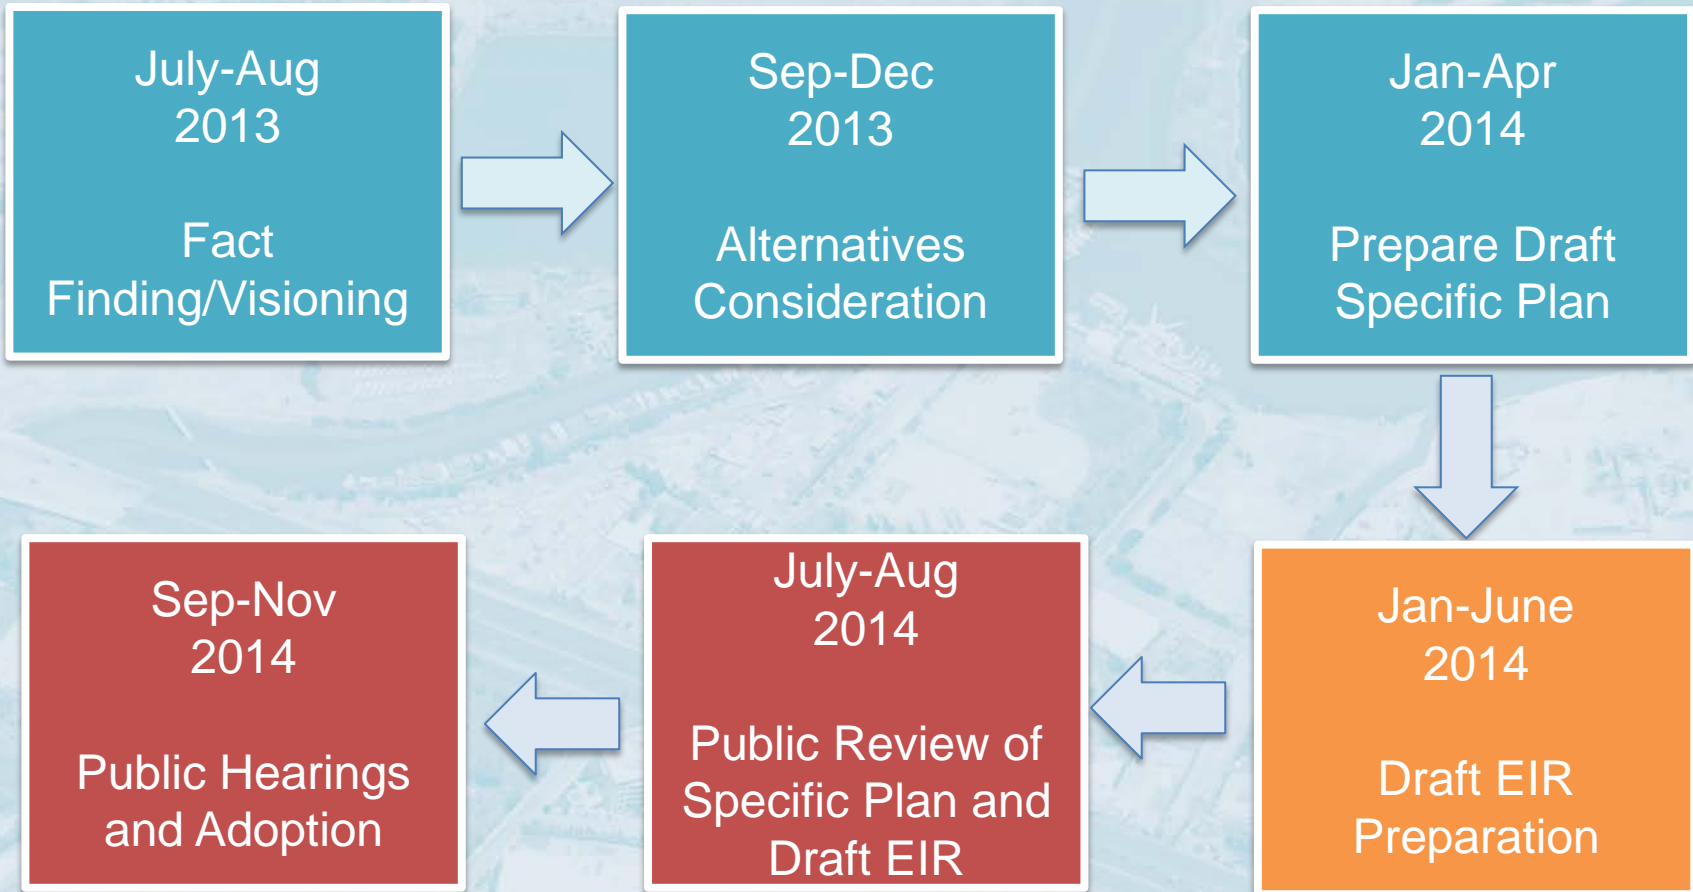 July-Aug
2013
Fact
Finding/Visioning
Sep-Dec
2013
Alternatives
Consideration
Jan-Apr
2014
Prepare Draft
Specific Plan
Jan-June
2014
Draft EIR
Preparation
July-Aug
2014
Public Review of
Specific Plan and
Draft EIR
Sep-Nov
2014
Public Hearings
and Adoption